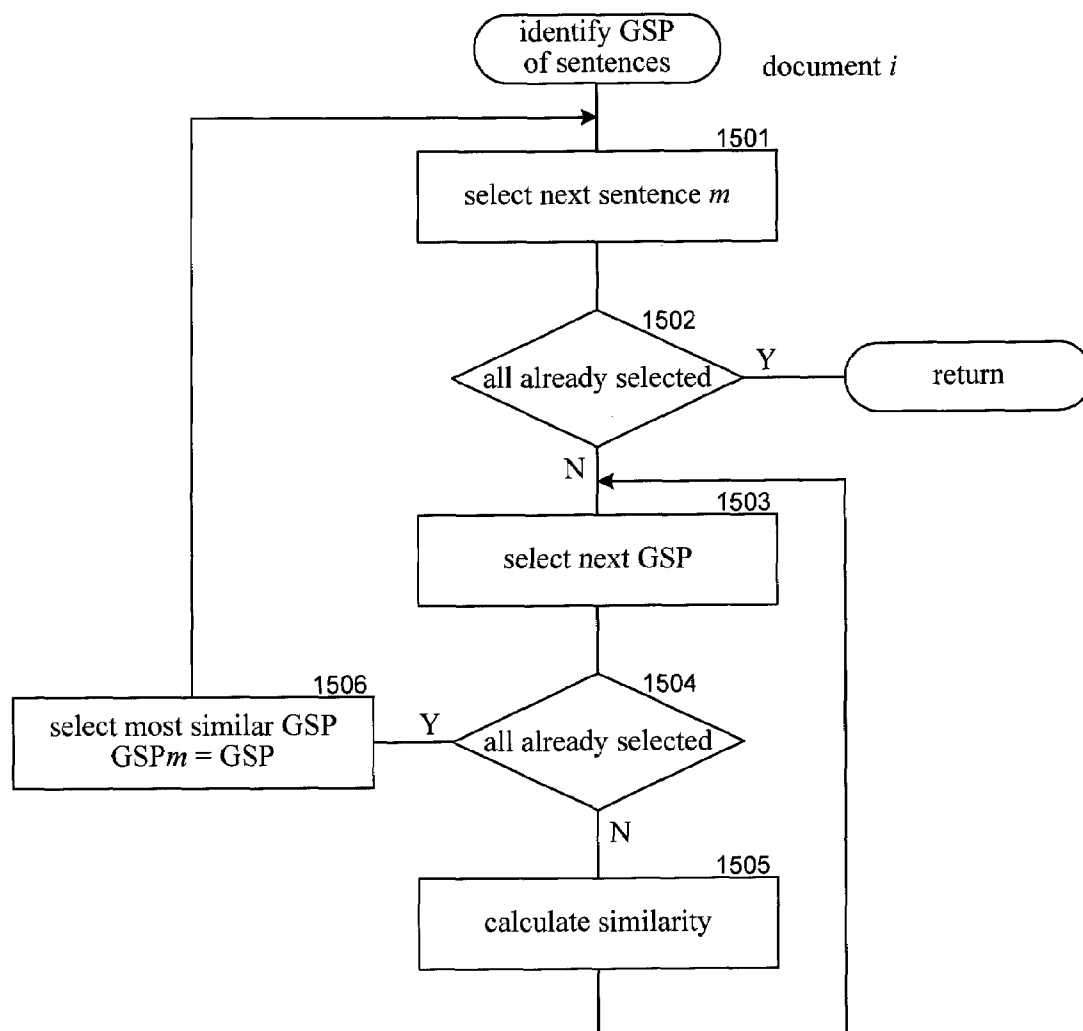 identify GSP
of sentences
document i
1501
select next sentence m
1502
all already selected
Y
return
N
1503
select next GSP
1504
all already selected
Y
1506
select most similar GSP
GSPm = GSP
N
1505
calculate similarity